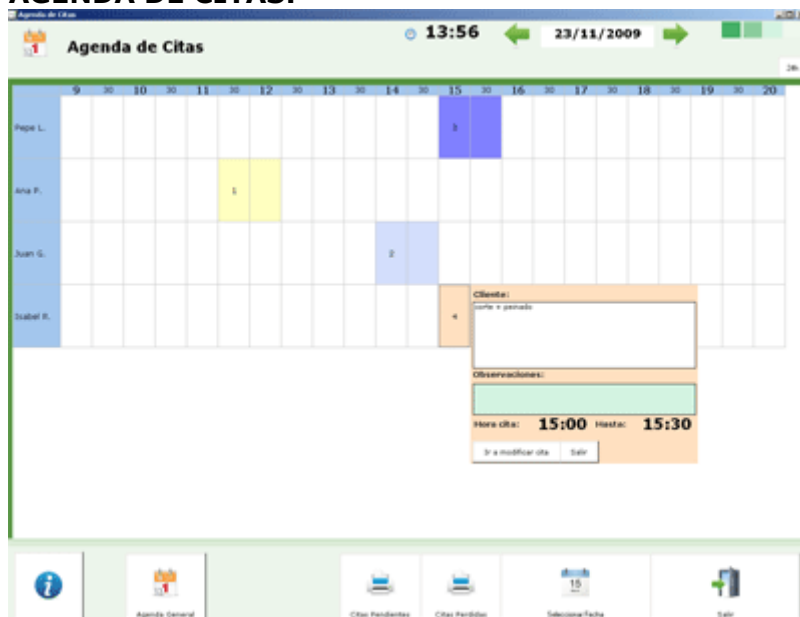 AGENDA DE CITAS.
Agenda de Citas
Agenda de Citas
13:56
23/11/2009
9 30 10 30 11 30 12 30 13 30 14 30 15 30 16 30 17 30 18 30 19 30 20
Pepe L.
3
Ana P.
1
Juan G.
2
Isabel R.
4
Cliente:
corte + peinado
Observaciones:
Hora cita: 15:00 Hasta: 15:30
Ir a modificar cita Salir
Agenda General
Citas Pendientes
Citas Perdidas
15
Selecciona Fecha
Salir